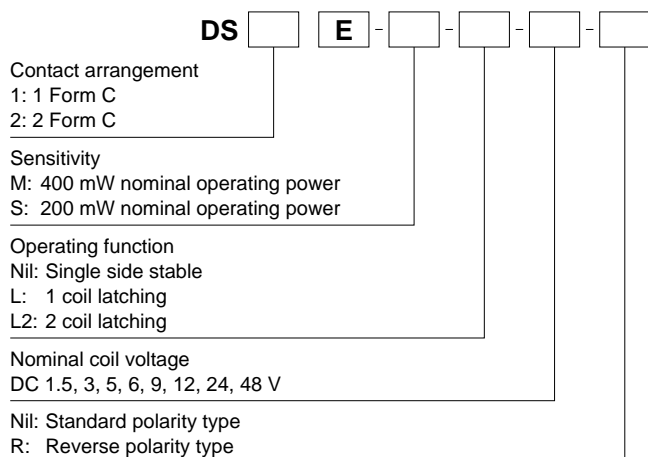 DS E - - - -
Contact arrangement
1: 1 Form C
2: 2 Form C
Sensitivity
M: 400 mW nominal operating power
S: 200 mW nominal operating power
Operating function
Nil: Single side stable
L: 1 coil latching
L2: 2 coil latching
Nominal coil voltage
DC 1.5, 3, 5, 6, 9, 12, 24, 48 V
Nil: Standard polarity type
R: Reverse polarity type